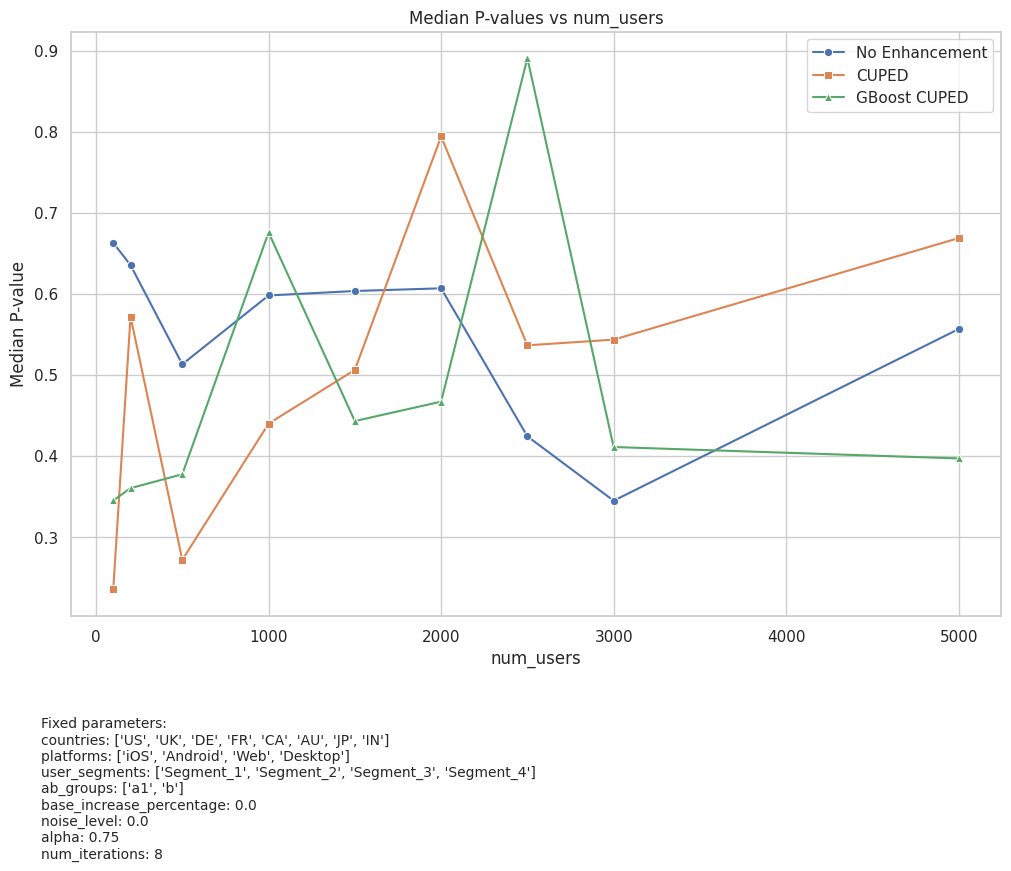 Median P-values vs num_users
No Enhancement
CUPED
GBoost CUPED
Median P-value
0.9
0.8
0.7
0.6
0.5
0.4
0.3
0
1000
2000
3000
4000
5000
num_users
Fixed parameters:
countries: ['US', 'UK', 'DE', 'FR', 'CA', 'AU', 'JP', 'IN']
platforms: ['iOS', 'Android', 'Web', 'Desktop']
user_segments: ['Segment_1', 'Segment_2', 'Segment_3', 'Segment_4']
ab_groups: ['a1', 'b']
base_increase_percentage: 0.0
noise_level: 0.0
alpha: 0.75
num_iterations: 8